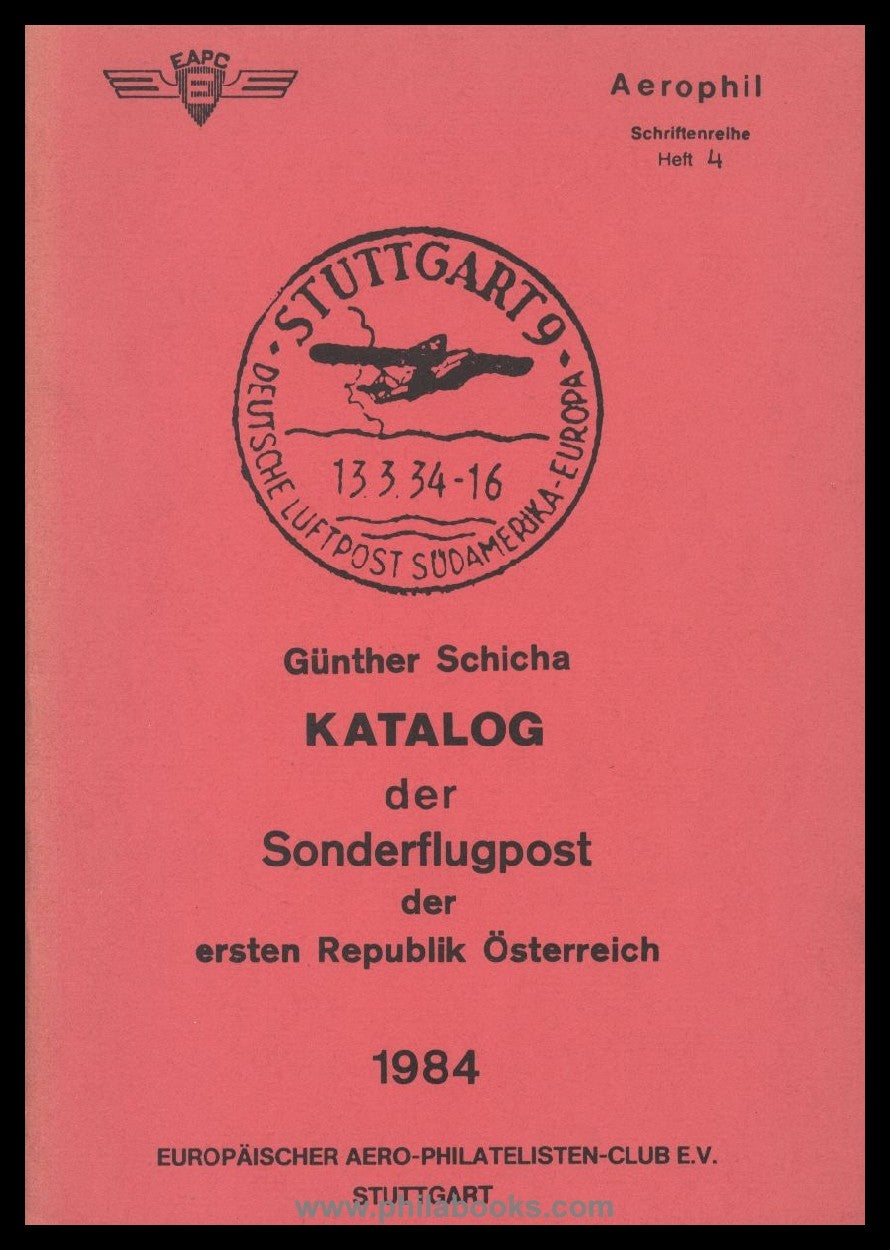 EAPC
E
Aerophil
Schriftenreihe
Heft 4
STUTTGART 9
DEUTSCHE LUFTPOST SÜDAMERIKA-EUROPA
13.3.34-16
Günther Schicha
KATALOG
der
Sonderflugpost
der
ersten Republik Österreich
1984
EUROPÄISCHER AERO-PHILATELISTEN-CLUB E.V.
STUTTGART
www.philabooks.com